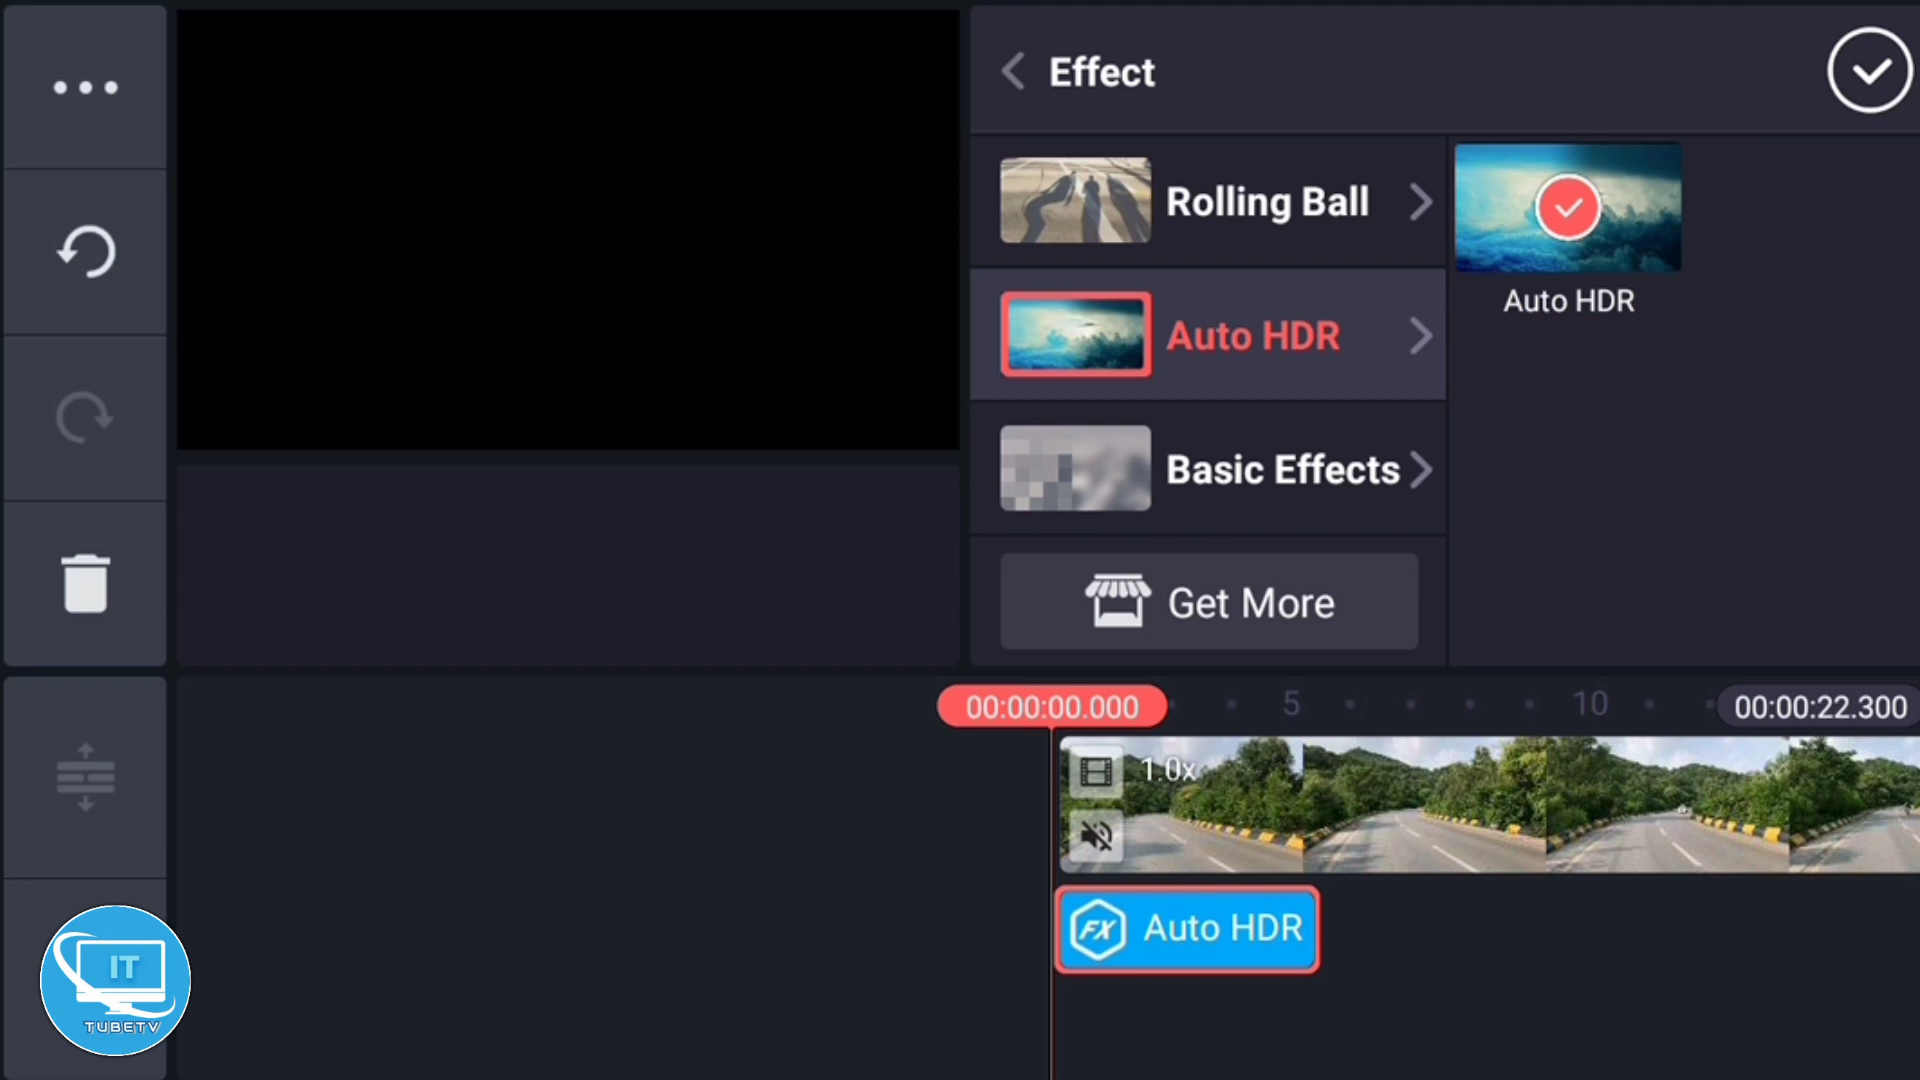 Effect
Rolling Ball
Auto HDR
Basic Effects
Get More
Auto HDR
00:00:00.000
5
10
00:00:22.300
1.0x
FX
Auto HDR
IT
TUBETV